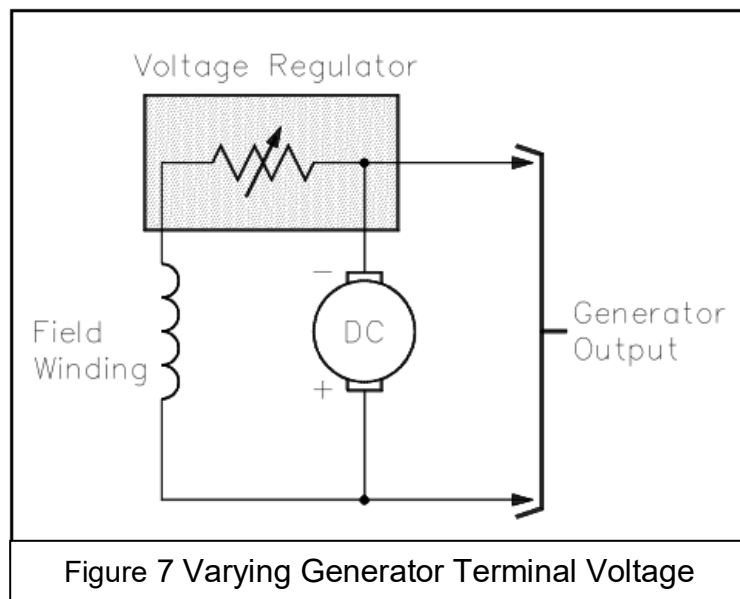 Voltage Regulator
−
DC
+
Field
Winding
Generator
Output
Figure 7 Varying Generator Terminal Voltage